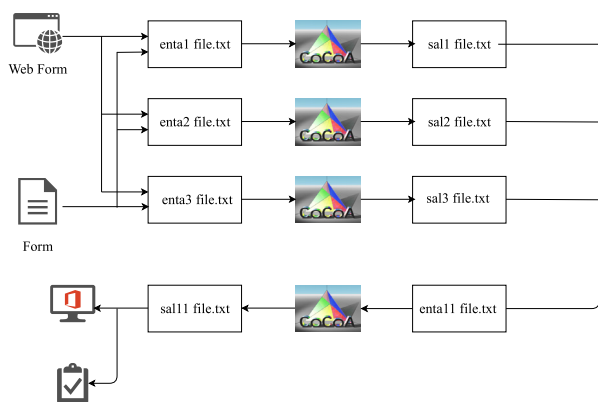 enta1 file.txt
CoCoA
sal1 file.txt
Web Form
enta2 file.txt
CoCoA
sal2 file.txt
enta3 file.txt
CoCoA
sal3 file.txt
Form
sal11 file.txt
CoCoA
enta11 file.txt